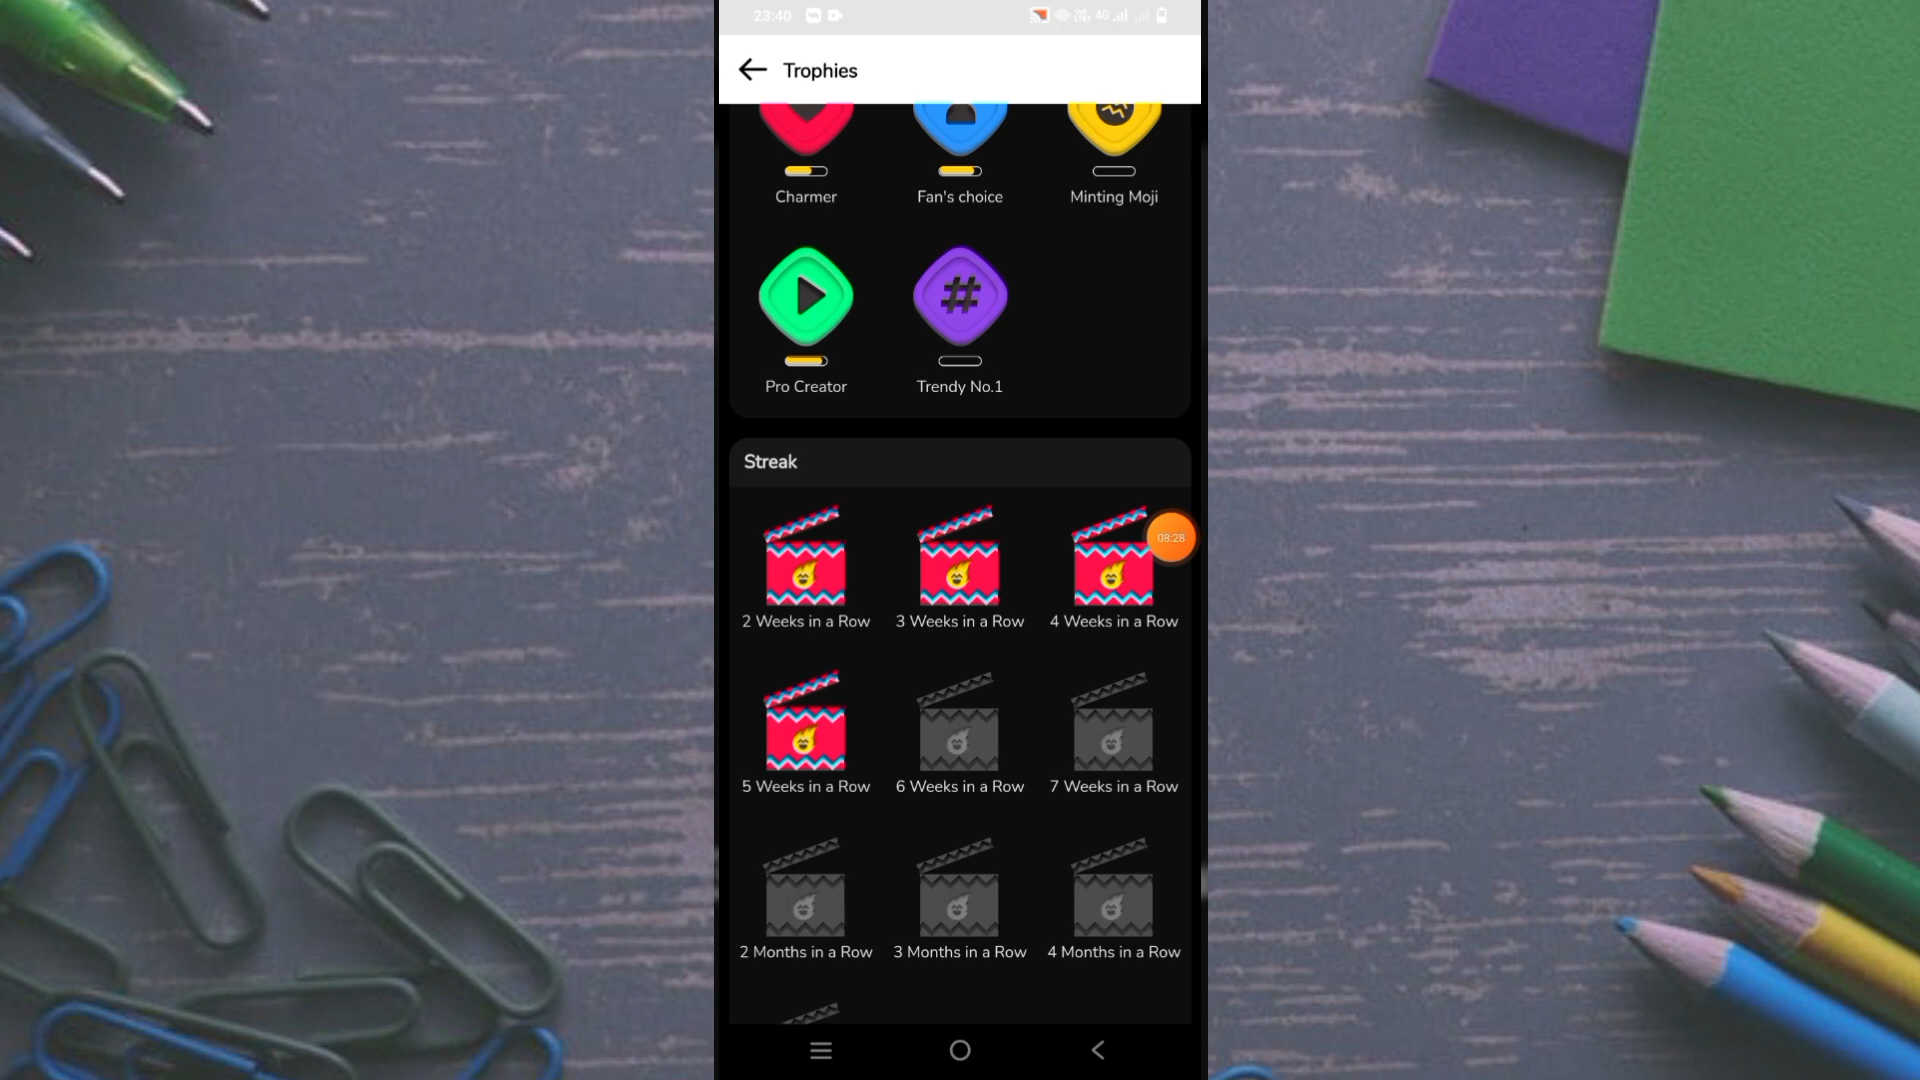 23:40
4G
Trophies
Charmer
Fan's choice
Minting Moji
#
Pro Creator
Trendy No.1
Streak
08:28
2 Weeks in a Row
3 Weeks in a Row
4 Weeks in a Row
5 Weeks in a Row
6 Weeks in a Row
7 Weeks in a Row
2 Months in a Row
3 Months in a Row
4 Months in a Row